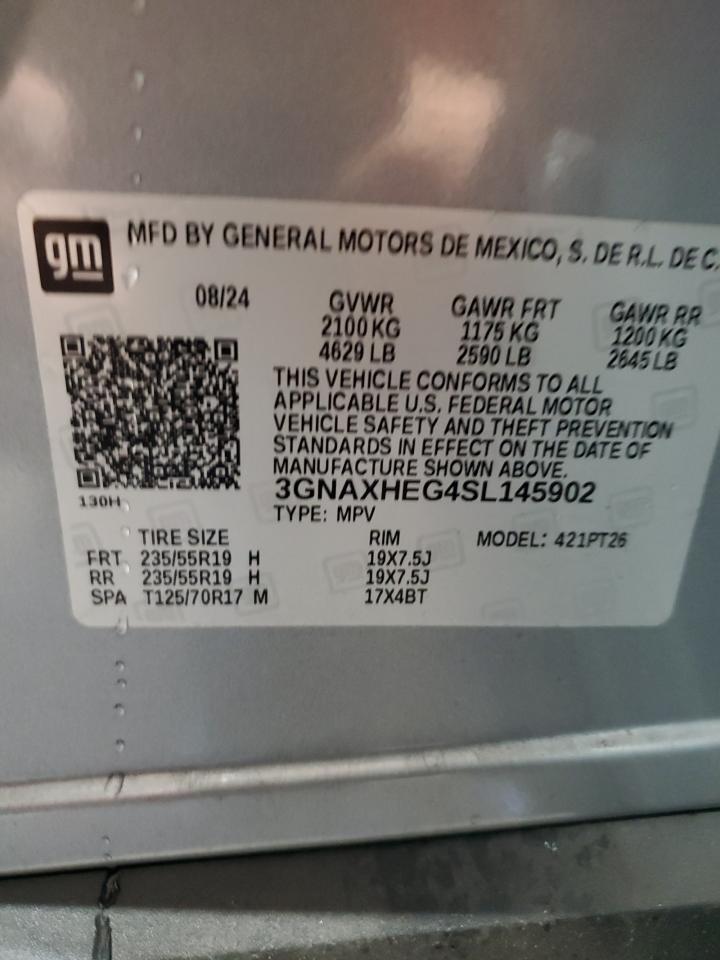 gm
MFD BY GENERAL MOTORS DE MEXICO, S. DE R.L. DE C.
08/24 GVWR GAWR FRT GAWR RR
2100 KG 1175 KG 1200 KG
4629 LB 2590 LB 2645 LB
THIS VEHICLE CONFORMS TO ALL
APPLICABLE U.S. FEDERAL MOTOR
VEHICLE SAFETY AND THEFT PREVENTION
STANDARDS IN EFFECT ON THE DATE OF
MANUFACTURE SHOWN ABOVE.
3GNAXHEG4SL145902
130H
TYPE: MPV
TIRE SIZE RIM MODEL: 421PT26
FRT 235/55R19 H 19X7.5J
RR 235/55R19 H 19X7.5J
SPA T125/70R17 M 17X4BT